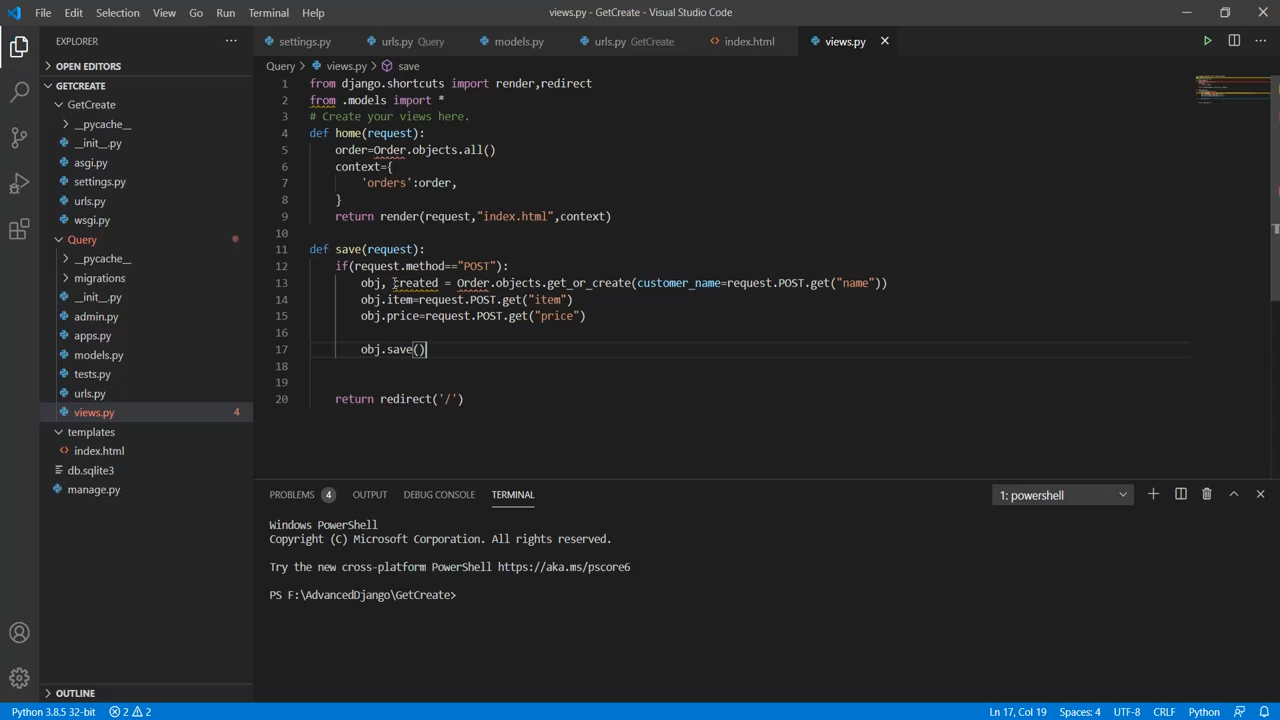 File Edit Selection View Go Run Terminal Help
views.py - GetCreate - Visual Studio Code
EXPLORER
settings.py
urls.py Query
models.py
urls.py GetCreate
index.html
views.py
OPEN EDITORS
GETCREATE
GetCreate
__pycache__
__init__.py
asgi.py
settings.py
urls.py
wsgi.py
Query
__pycache__
migrations
__init__.py
admin.py
apps.py
models.py
tests.py
urls.py
views.py 4
templates
index.html
db.sqlite3
manage.py
OUTLINE
Query > views.py > save
1 from django.shortcuts import render,redirect
2 from .models import *
3 # Create your views here.
4 def home(request):
5 order=Order.objects.all()
6 context={
7 'orders':order,
8 }
9 return render(request,"index.html",context)
10
11 def save(request):
12 if(request.method=="POST"):
13 obj, created = Order.objects.get_or_create(customer_name=request.POST.get("name"))
14 obj.item=request.POST.get("item")
15 obj.price=request.POST.get("price")
16
17 obj.save()
18
19
20 return redirect('/')
PROBLEMS 4 OUTPUT DEBUG CONSOLE TERMINAL
1: powershell
Windows PowerShell
Copyright (C) Microsoft Corporation. All rights reserved.
Try the new cross-platform PowerShell https://aka.ms/pscore6
PS F:\AdvancedDjango\GetCreate>
Python 3.8.5 32-bit 2 2
Ln 17, Col 19 Spaces: 4 UTF-8 CRLF Python